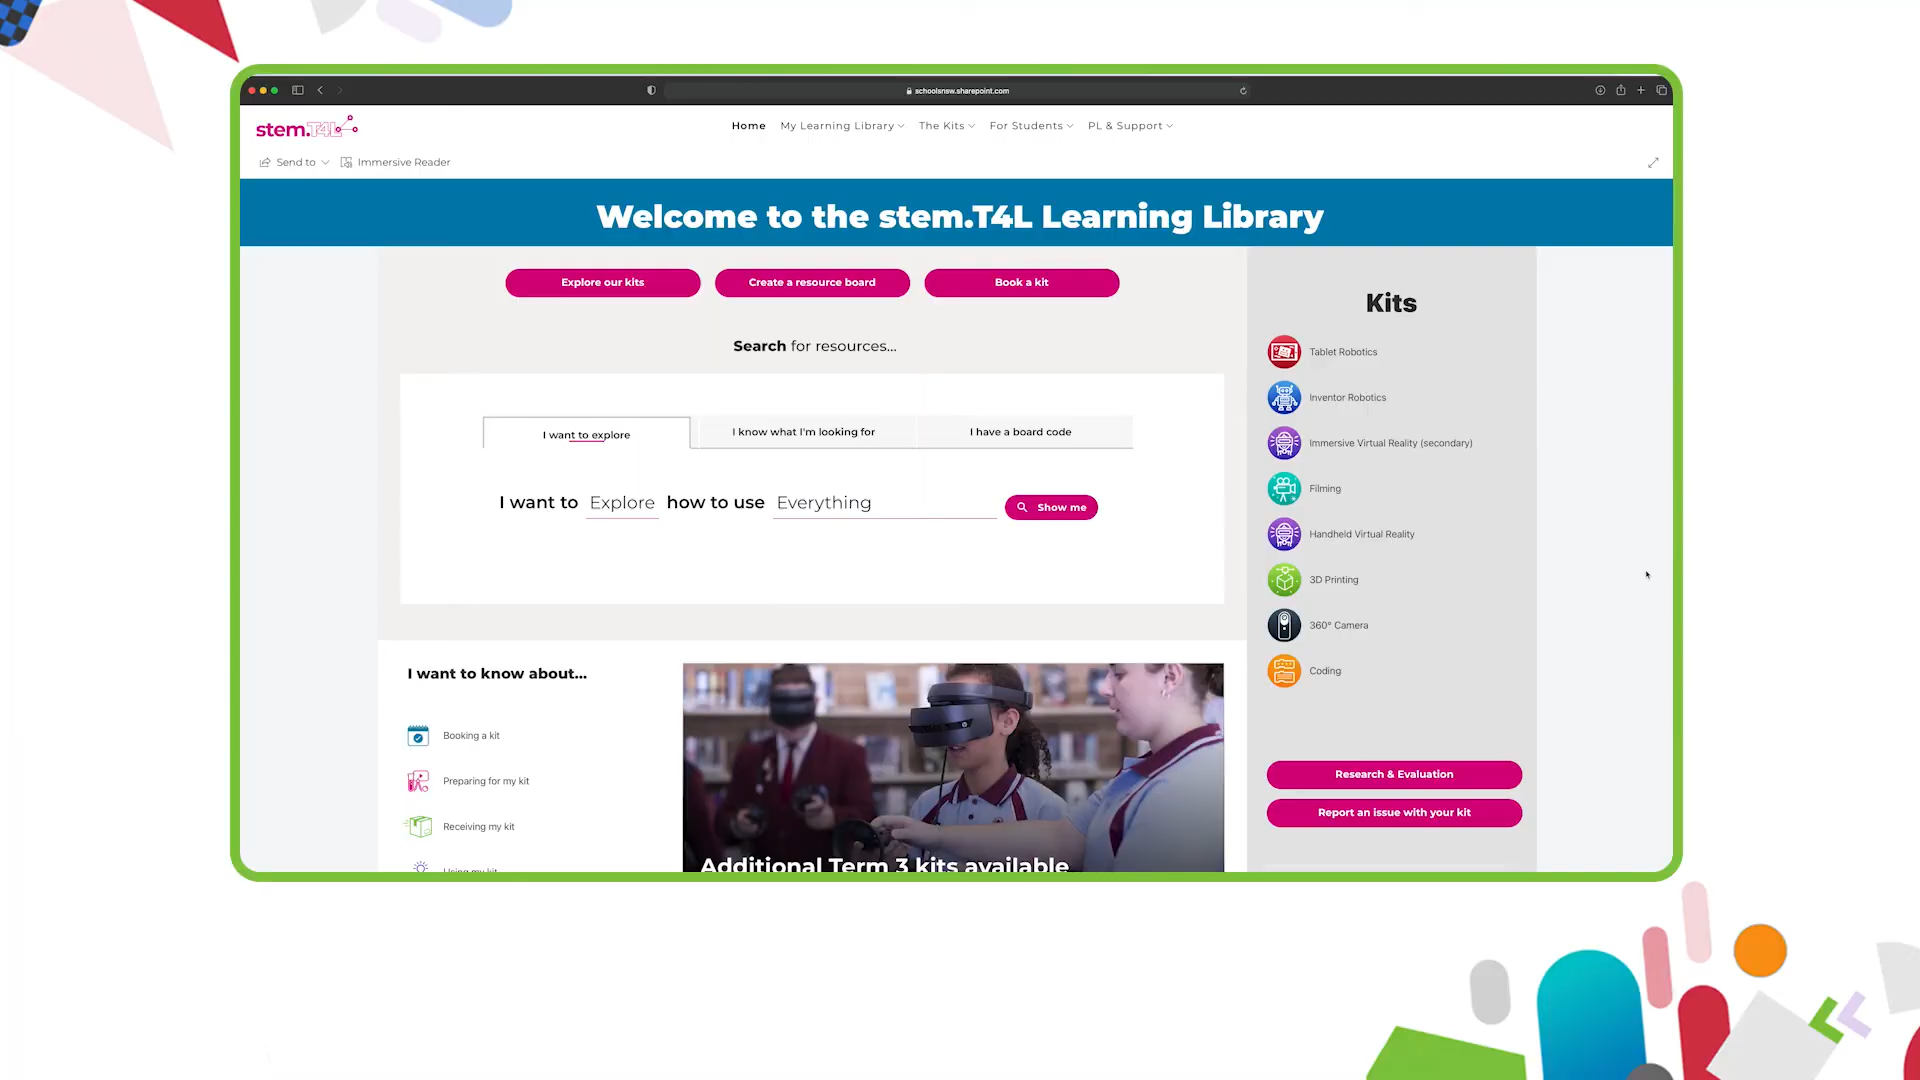 schoolsnsw.sharepoint.com
stem.T4L
Home My Learning Library The Kits For Students PL & Support
Send to Immersive Reader
Welcome to the stem.T4L Learning Library
Explore our kits Create a resource board Book a kit
Search for resources...
I want to explore I know what I'm looking for I have a board code
I want to Explore how to use Everything Show me
I want to know about...
Booking a kit
Preparing for my kit
Receiving my kit
Using my kit
Additional Term 3 kits available
Kits
Tablet Robotics
Inventor Robotics
Immersive Virtual Reality (secondary)
Filming
Handheld Virtual Reality
3D Printing
360° Camera
Coding
Research & Evaluation
Report an issue with your kit